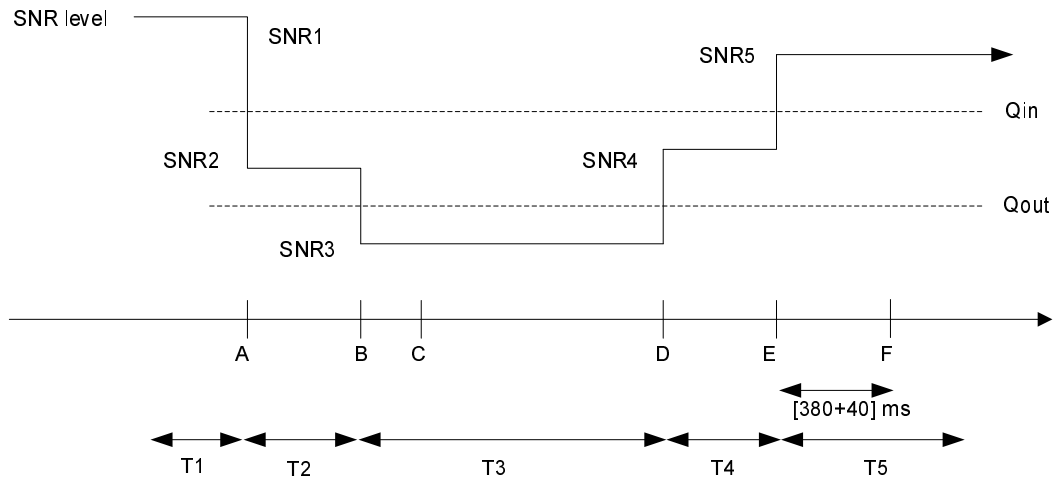 SNR level
SNR1
SNR5
Qin
SNR2
SNR4
Qout
SNR3
A B C D E F
[380+40] ms
T1 T2 T3 T4 T5